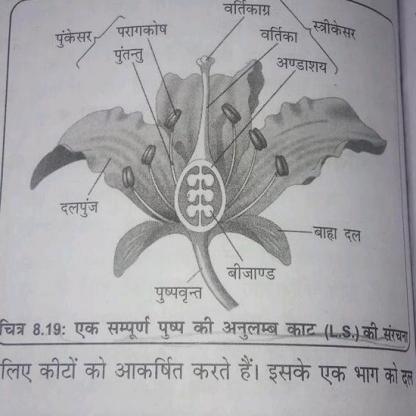 वर्तिकाग्र
पुंकेसर परागकोष वर्तिका स्त्रीकेसर
पुंतन्तु अण्डाशय
दलपुंज
बाह्य दल
बीजाण्ड
पुष्पवृन्त
चित्र 8.19: एक सम्पूर्ण पुष्प की अनुलम्ब काट (L.S.) की संरचना
लिए कीटों को आकर्षित करते हैं। इसके एक भाग को दल